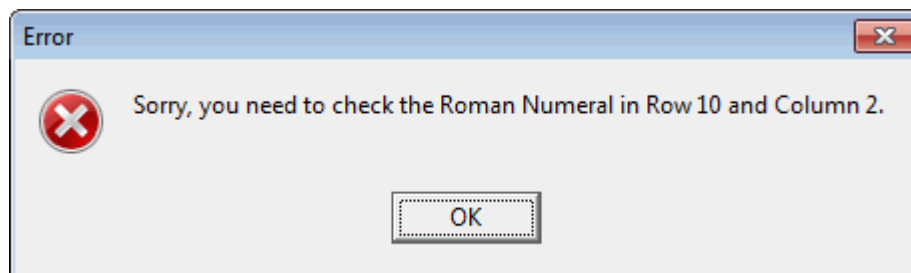 Error
Sorry, you need to check the Roman Numeral in Row 10 and Column 2.
OK